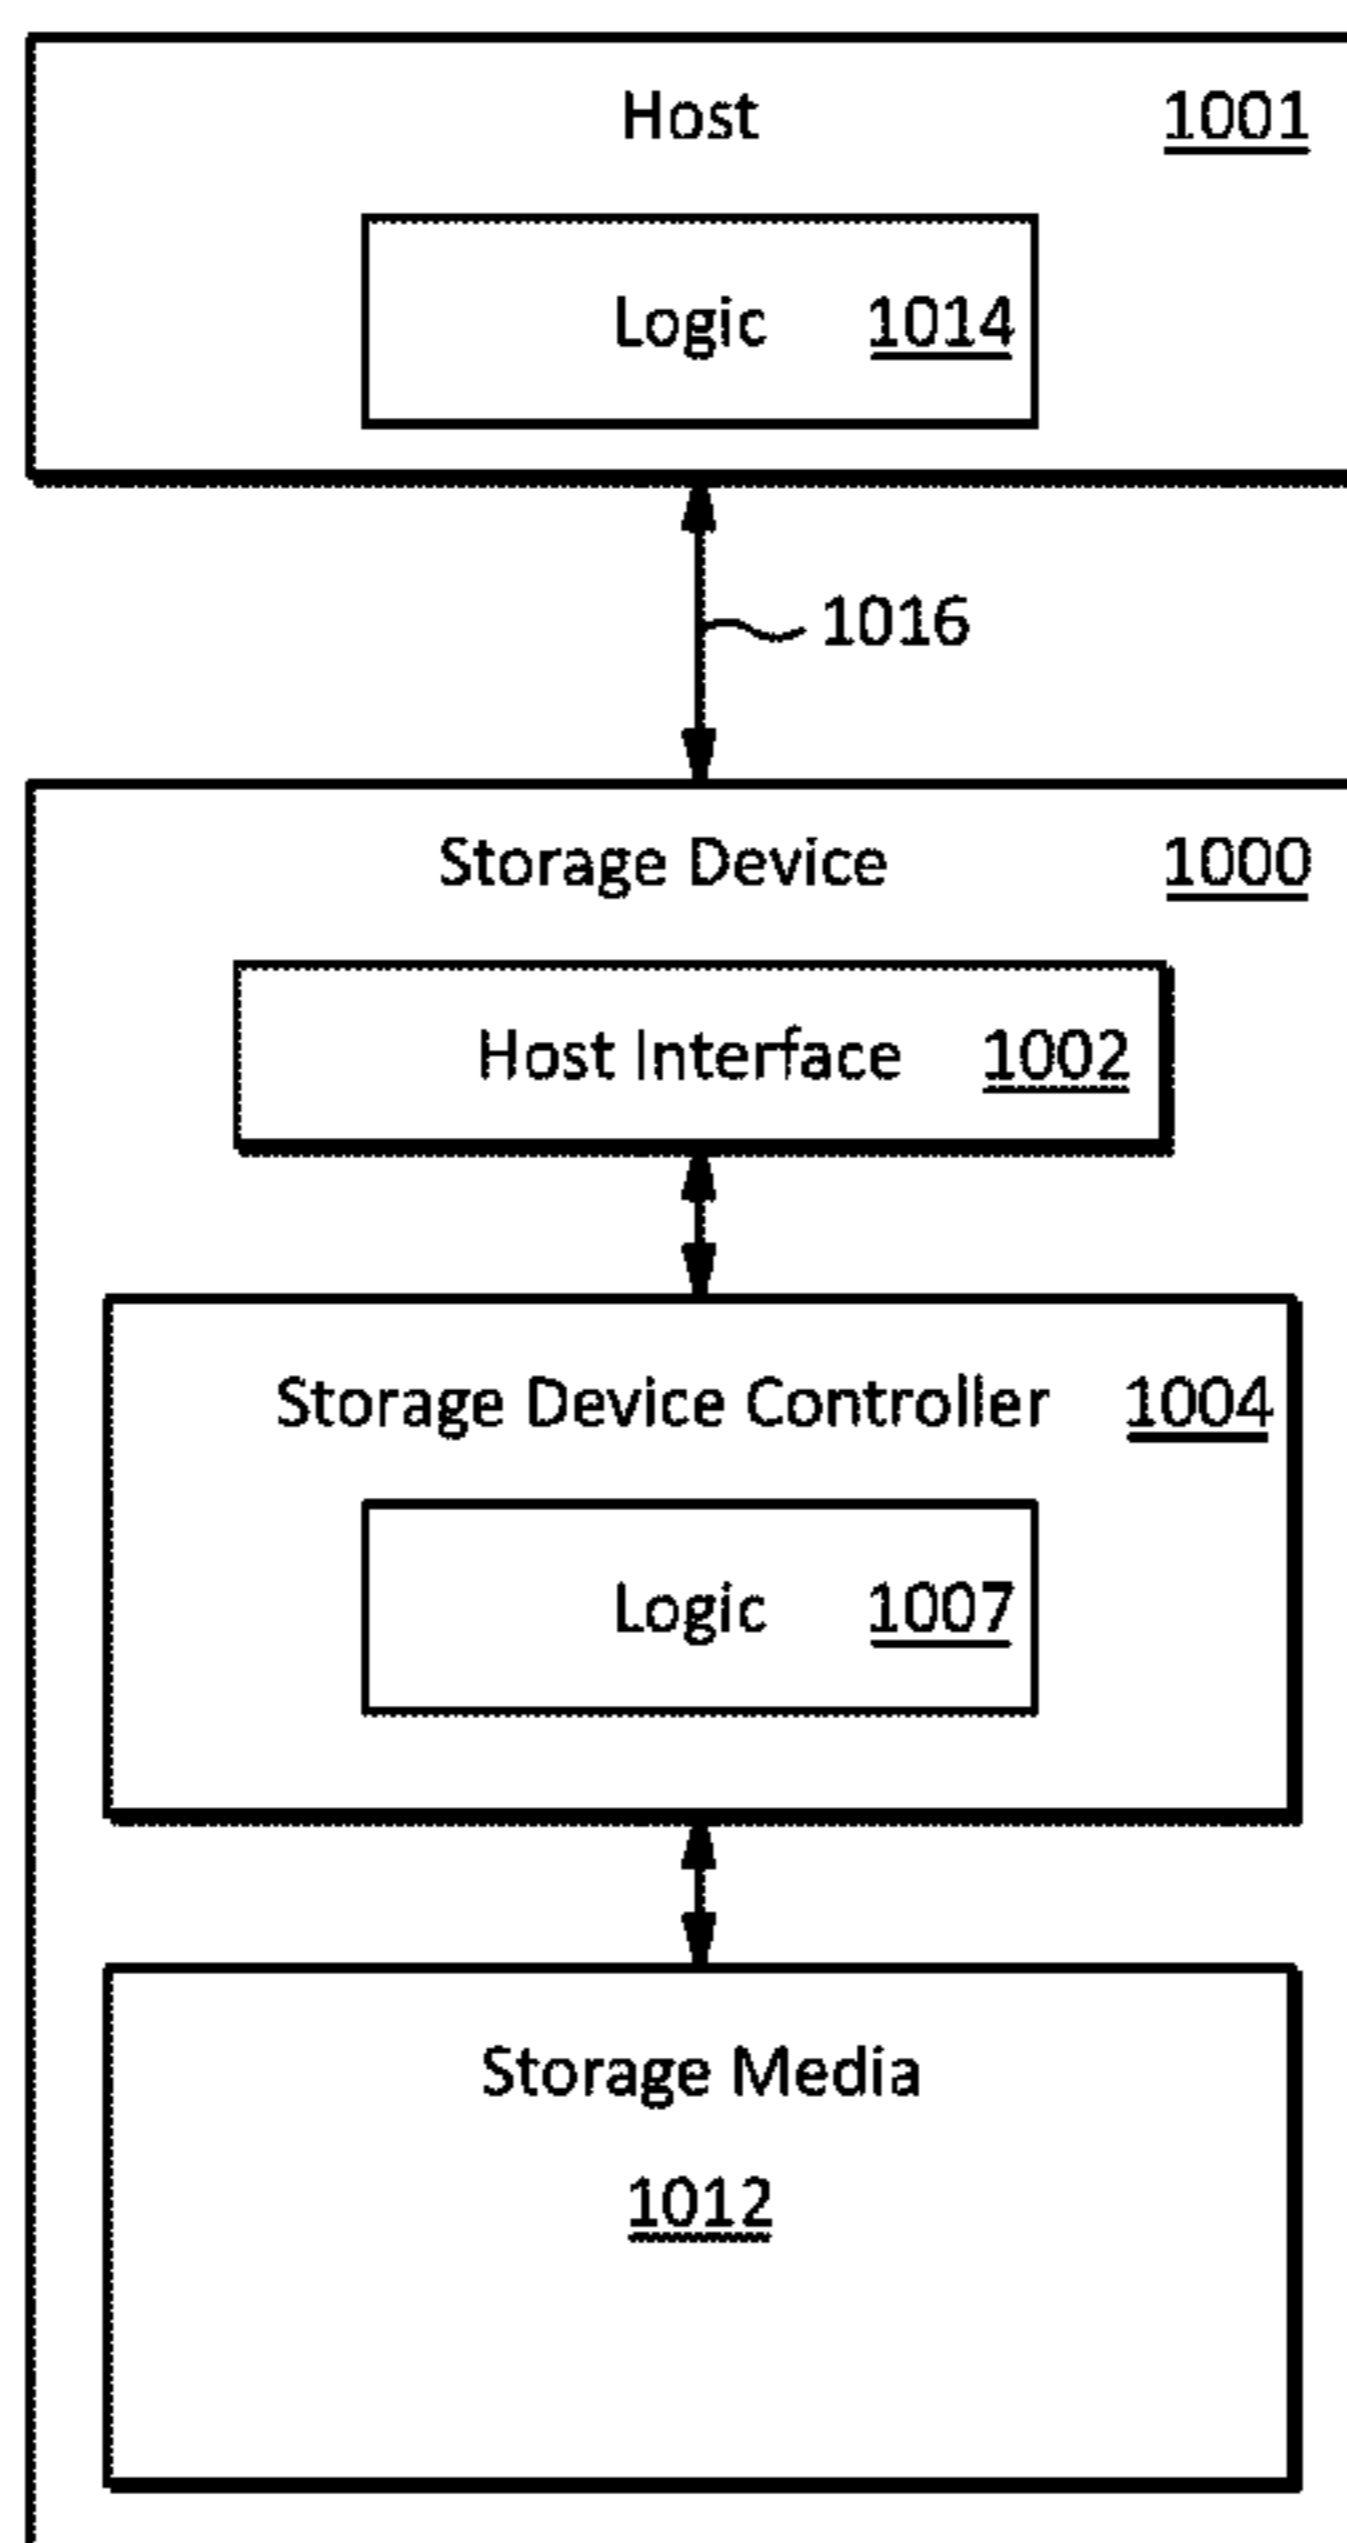 Host 1001
Logic 1014
1016
Storage Device 1000
Host Interface 1002
Storage Device Controller 1004
Logic 1007
Storage Media
1012